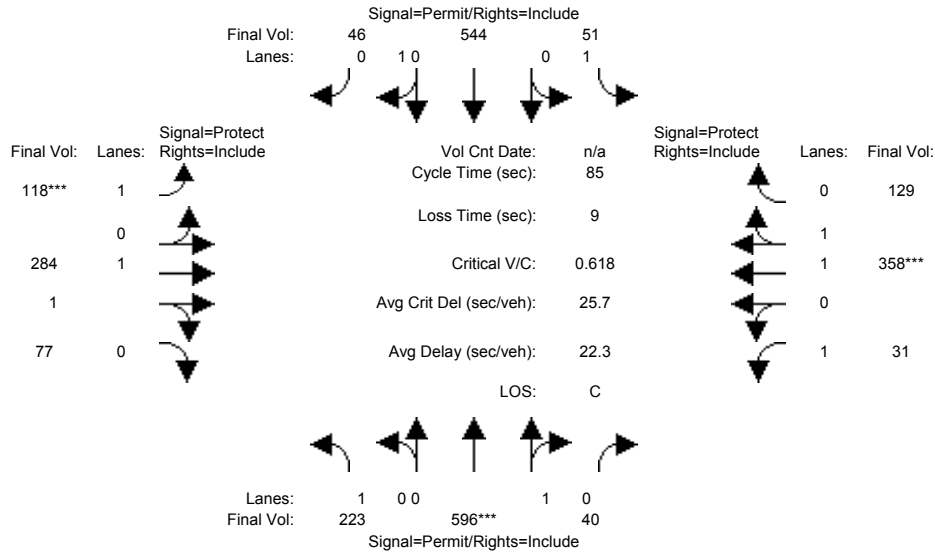 Signal=Permit/Rights=Include
Final Vol: 46 544 51
Lanes: 0 1 0 0 1
Signal=Protect Signal=Protect
Final Vol: Lanes: Rights=Include Vol Cnt Date: n/a Rights=Include Lanes: Final Vol:
Cycle Time (sec): 85
118*** 1 0 129
Loss Time (sec): 9
0 1
284 1 Critical V/C: 0.618 1 358***
1 Avg Crit Del (sec/veh): 25.7 0
77 0 Avg Delay (sec/veh): 22.3 1 31
LOS: C
Lanes: 1 0 0 1 0
Final Vol: 223 596*** 40
Signal=Permit/Rights=Include